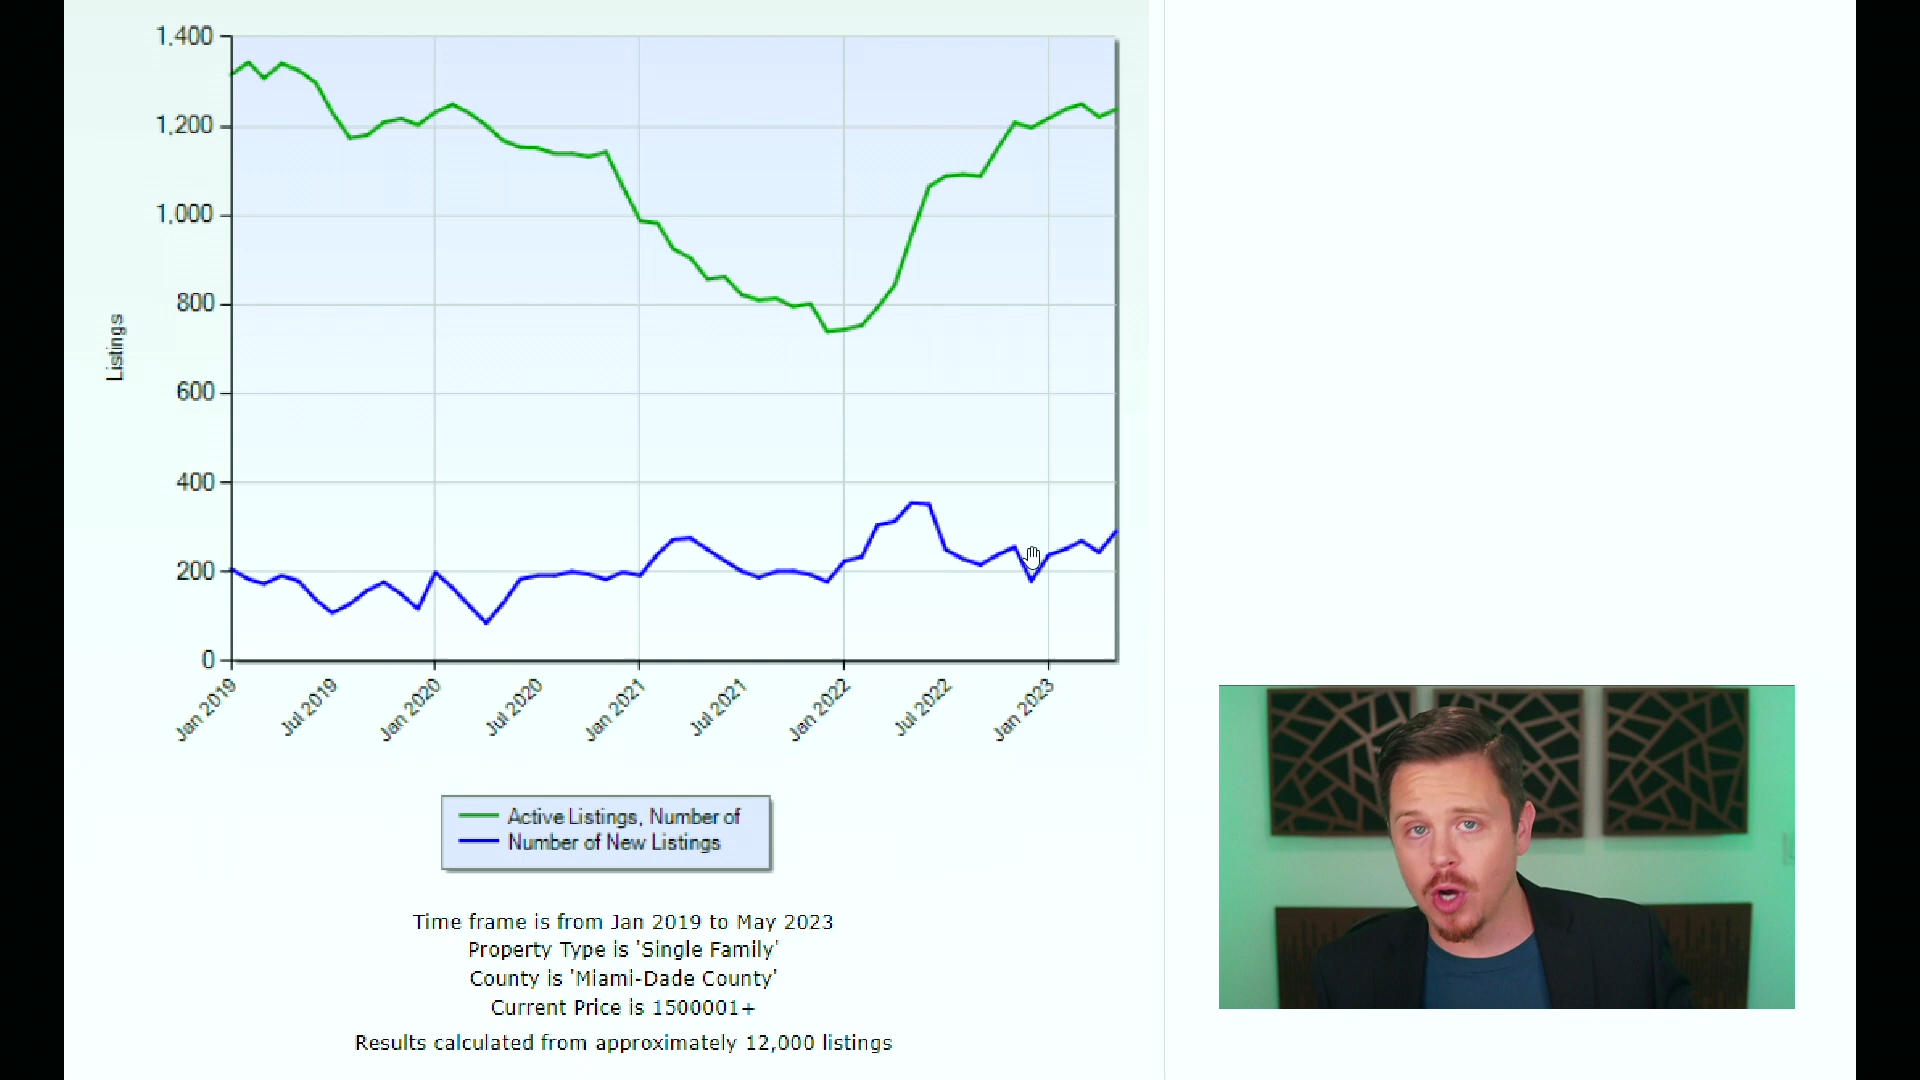 1,400
1,200
1,000
800
600
400
200
0
Listings
Jan 2019
Jul 2019
Jan 2020
Jul 2020
Jan 2021
Jul 2021
Jan 2022
Jul 2022
Jan 2023
Active Listings, Number of
Number of New Listings
Time frame is from Jan 2019 to May 2023
Property Type is 'Single Family'
County is 'Miami-Dade County'
Current Price is 1500001+
Results calculated from approximately 12,000 listings